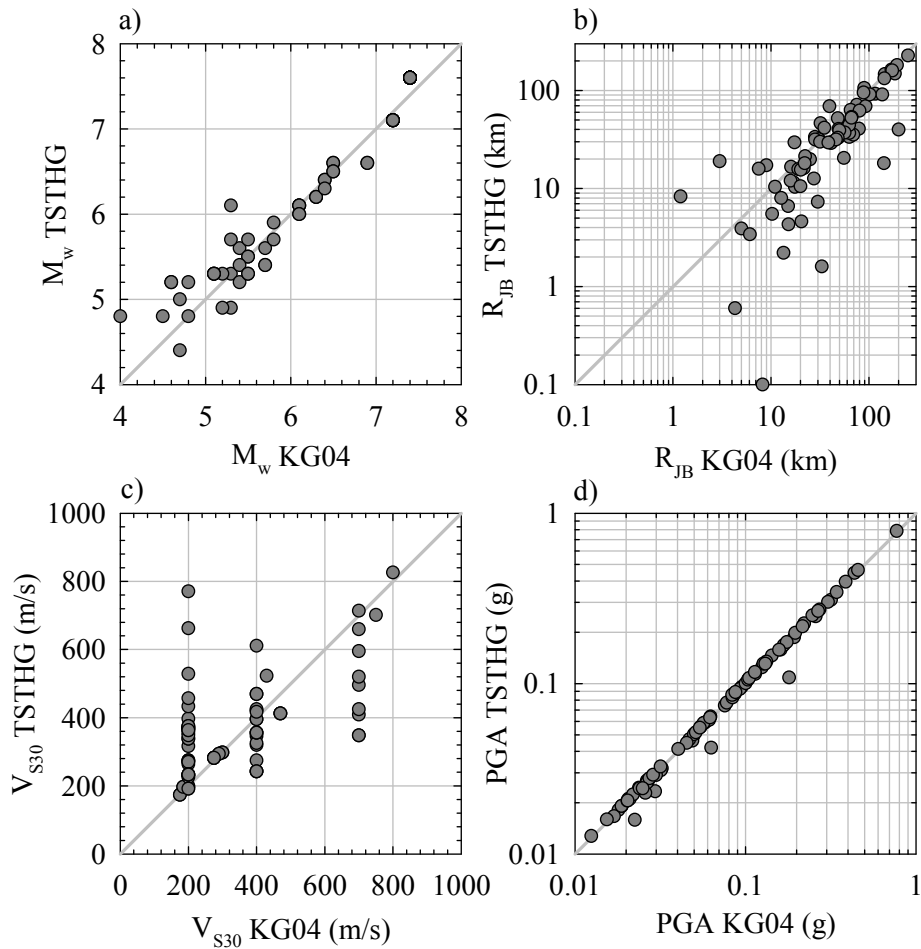 a)
8
7
6
5
4
4 5 6 7 8
M_w TSTHG
M_w KG04
b)
100
10
1
0.1
0.1 1 10 100
R_JB TSTHG (km)
R_JB KG04 (km)
c)
1000
800
600
400
200
0
0 200 400 600 800 1000
V_S30 TSTHG (m/s)
V_S30 KG04 (m/s)
d)
1
0.1
0.01
0.01 0.1 1
PGA TSTHG (g)
PGA KG04 (g)